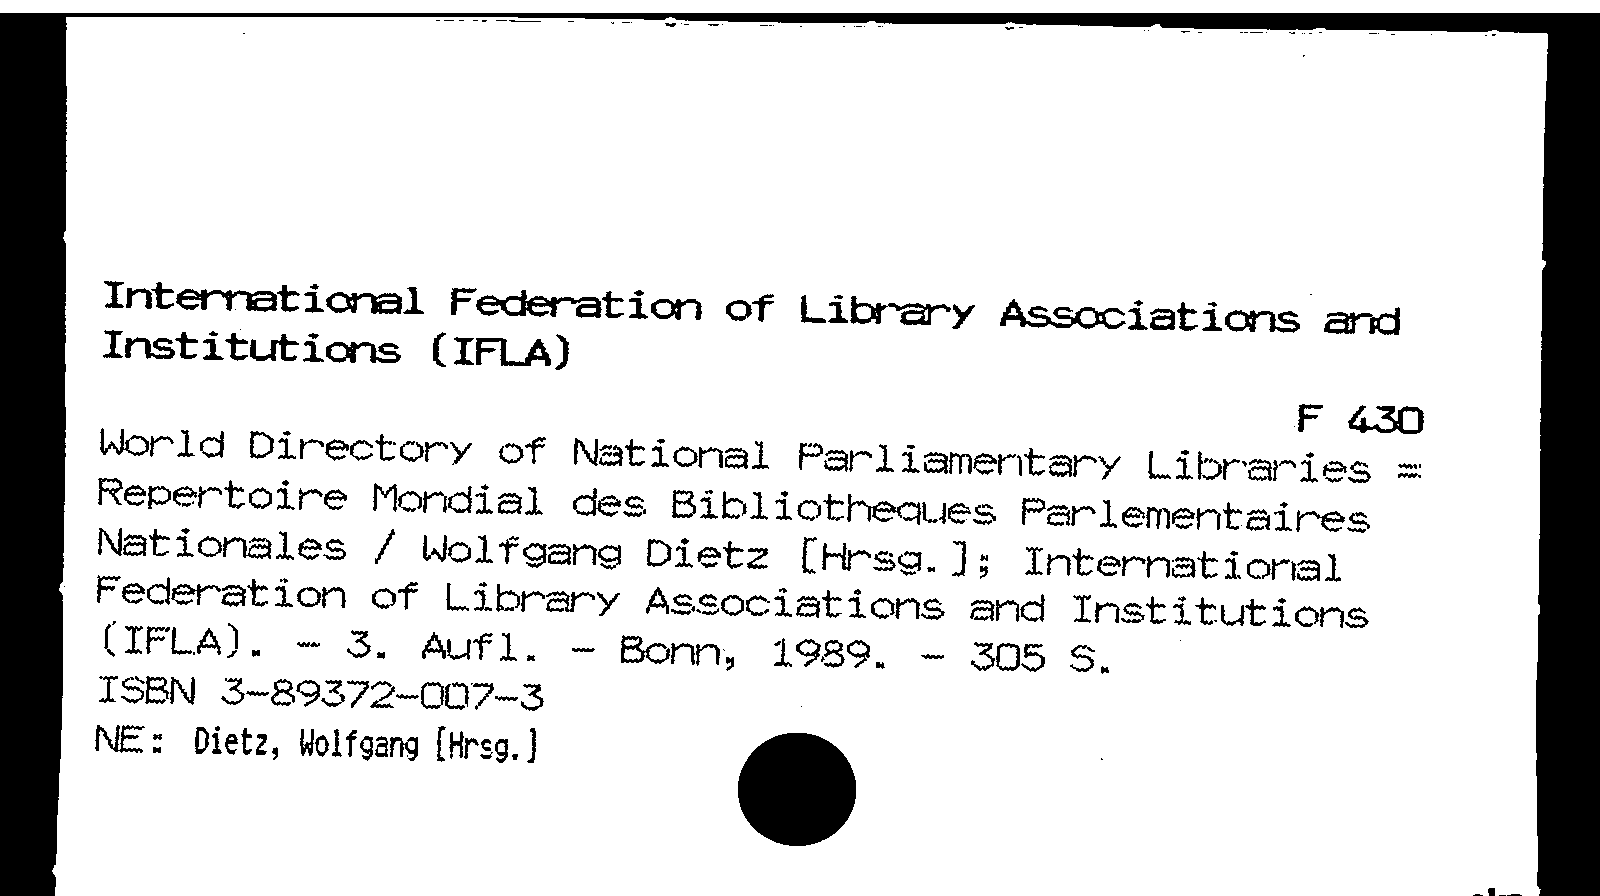 International Federation of Library Associations and
Institutions (IFLA)
F 430
World Directory of National Parliamentary Libraries =
Repertoire Mondial des Bibliotheques Parlementaires
Nationales / Wolfgang Dietz [Hrsg.]; International
Federation of Library Associations and Institutions
(IFLA). - 3. Aufl. - Bonn, 1989. - 305 S.
ISBN 3-89372-007-3
NE: Dietz, Wolfgang [Hrsg.]